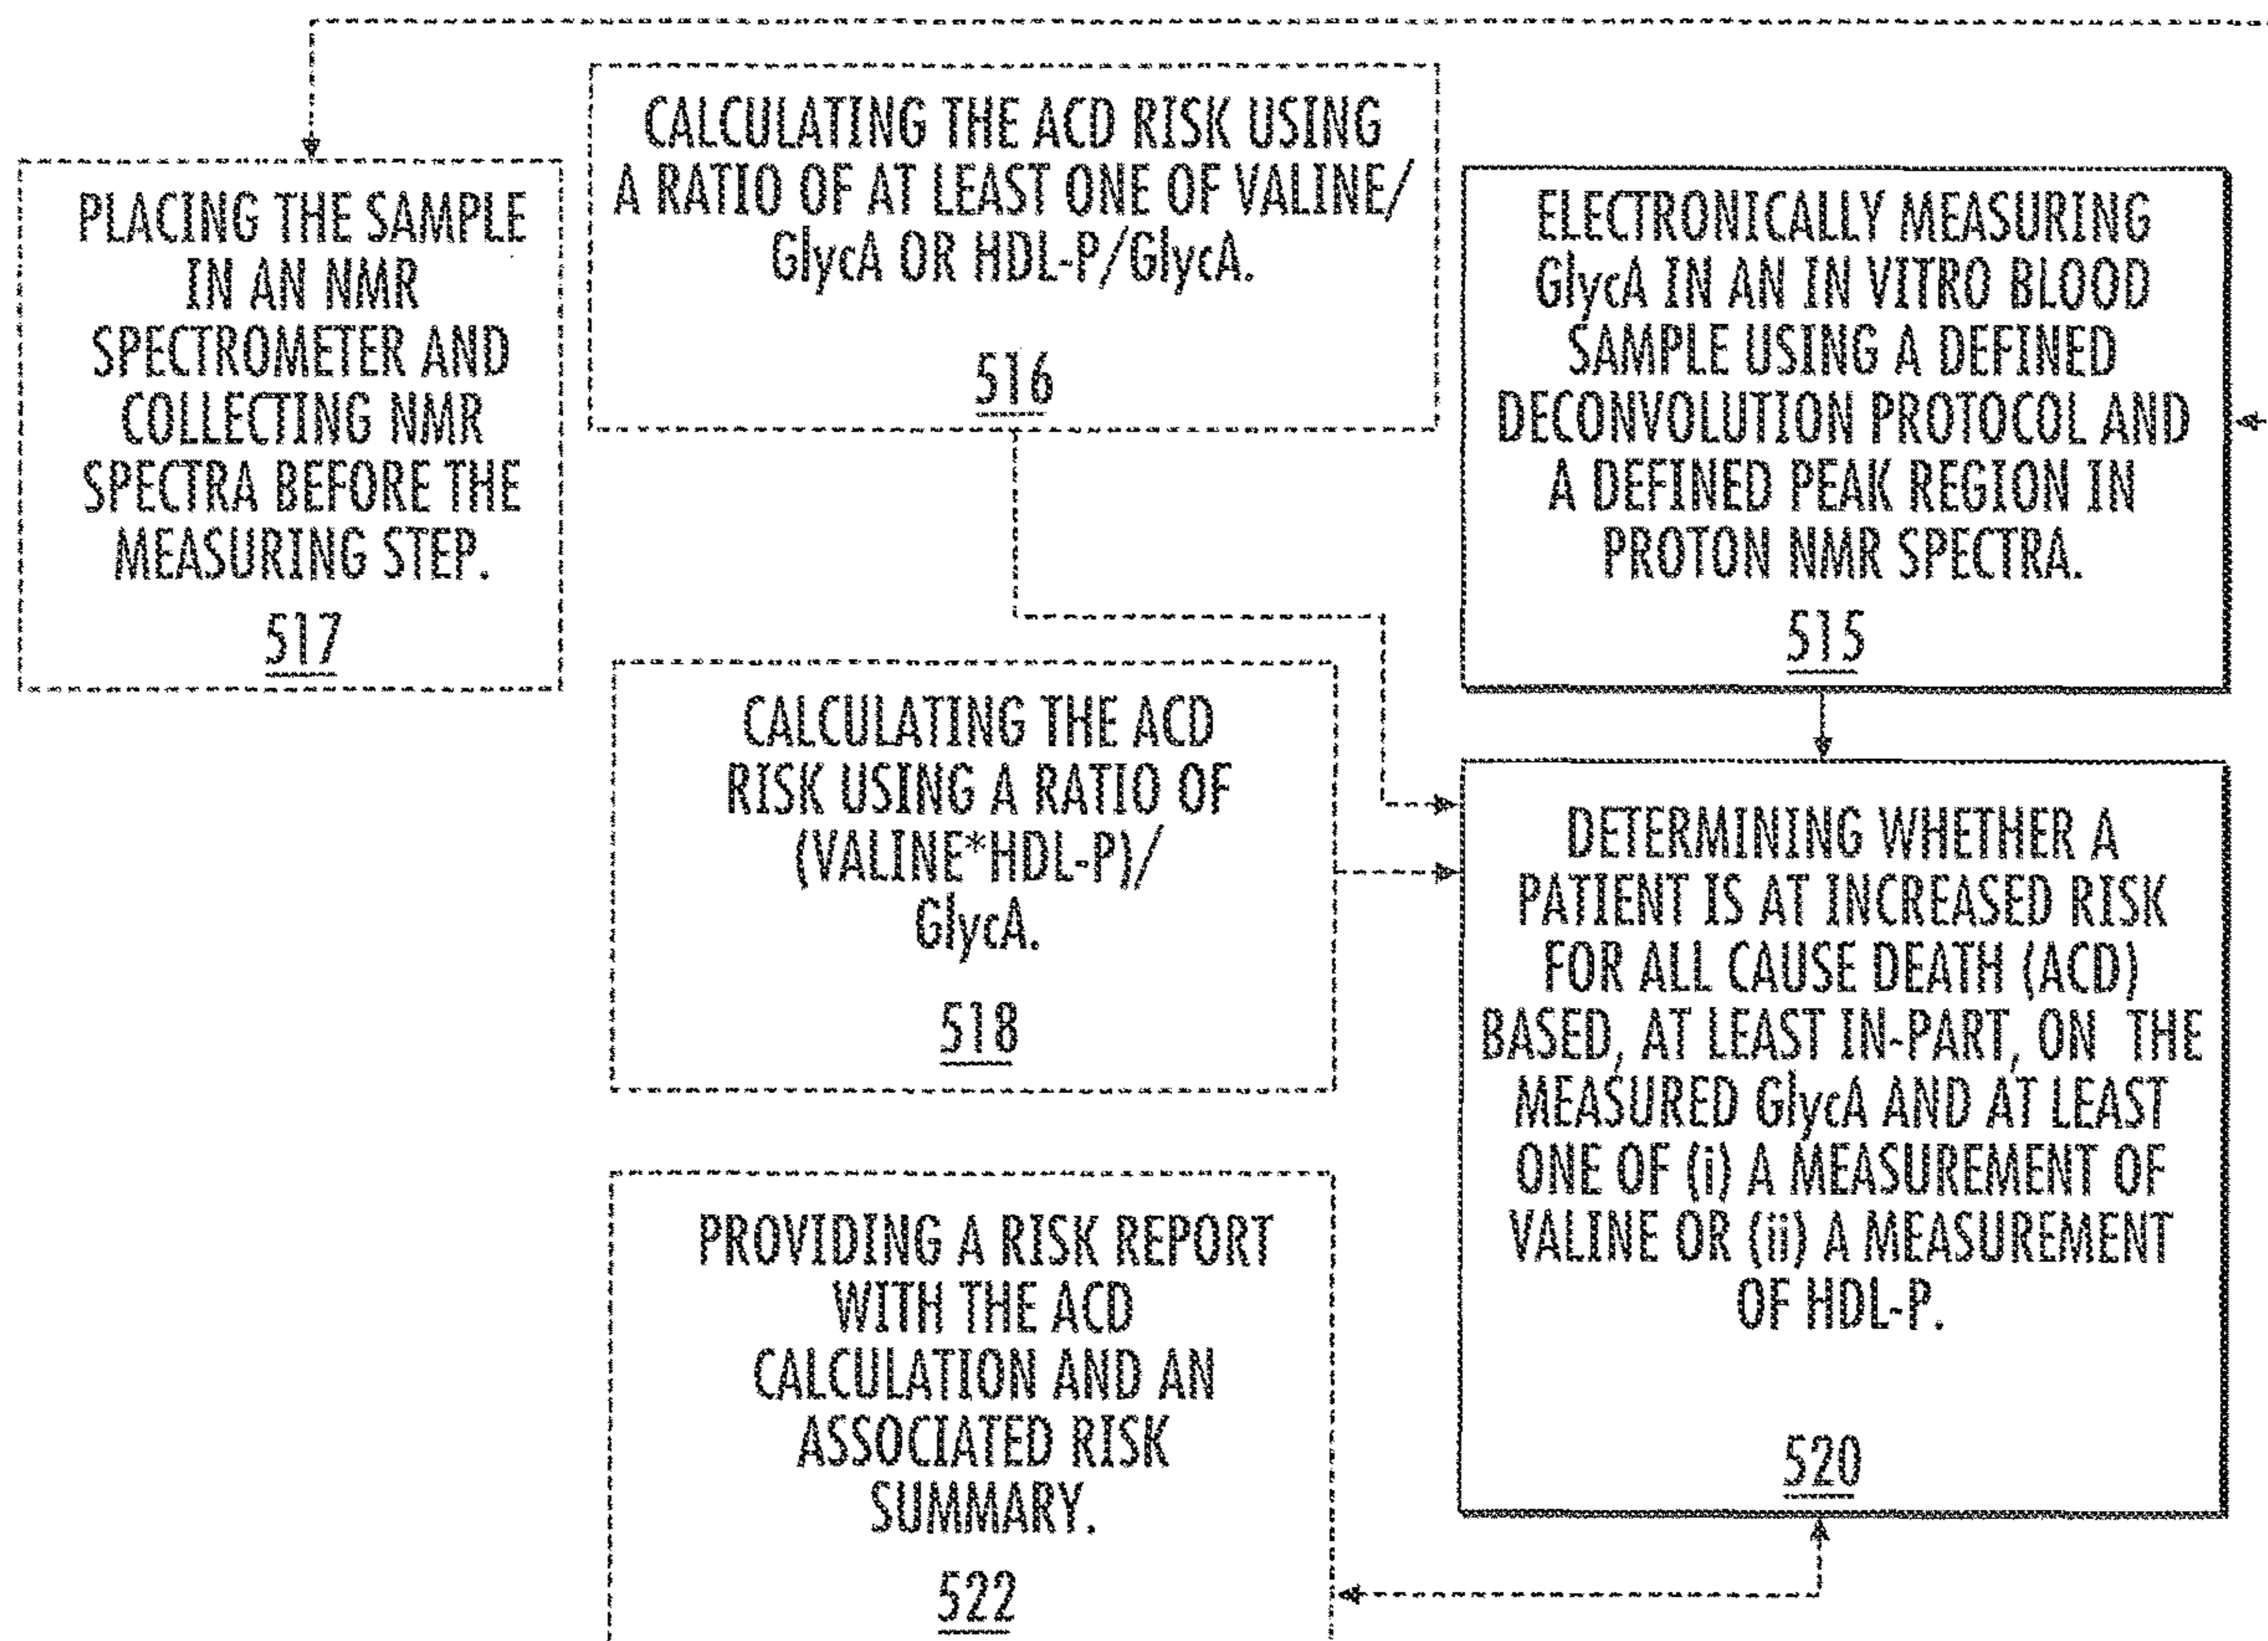 PLACING THE SAMPLE
IN AN NMR
SPECTROMETER AND
COLLECTING NMR
SPECTRA BEFORE THE
MEASURING STEP.
517
CALCULATING THE ACD RISK USING
A RATIO OF AT LEAST ONE OF VALINE/
GlycA OR HDL-P/GlycA.
516
ELECTRONICALLY MEASURING
GlycA IN AN IN VITRO BLOOD
SAMPLE USING A DEFINED
DECONVOLUTION PROTOCOL AND
A DEFINED PEAK REGION IN
PROTON NMR SPECTRA.
515
CALCULATING THE ACD
RISK USING A RATIO OF
(VALINE*HDL-P)/
GlycA.
518
DETERMINING WHETHER A
PATIENT IS AT INCREASED RISK
FOR ALL CAUSE DEATH (ACD)
BASED, AT LEAST IN-PART, ON THE
MEASURED GlycA AND AT LEAST
ONE OF (i) A MEASUREMENT OF
VALINE OR (ii) A MEASUREMENT
OF HDL-P.
520
PROVIDING A RISK REPORT
WITH THE ACD
CALCULATION AND AN
ASSOCIATED RISK
SUMMARY.
522